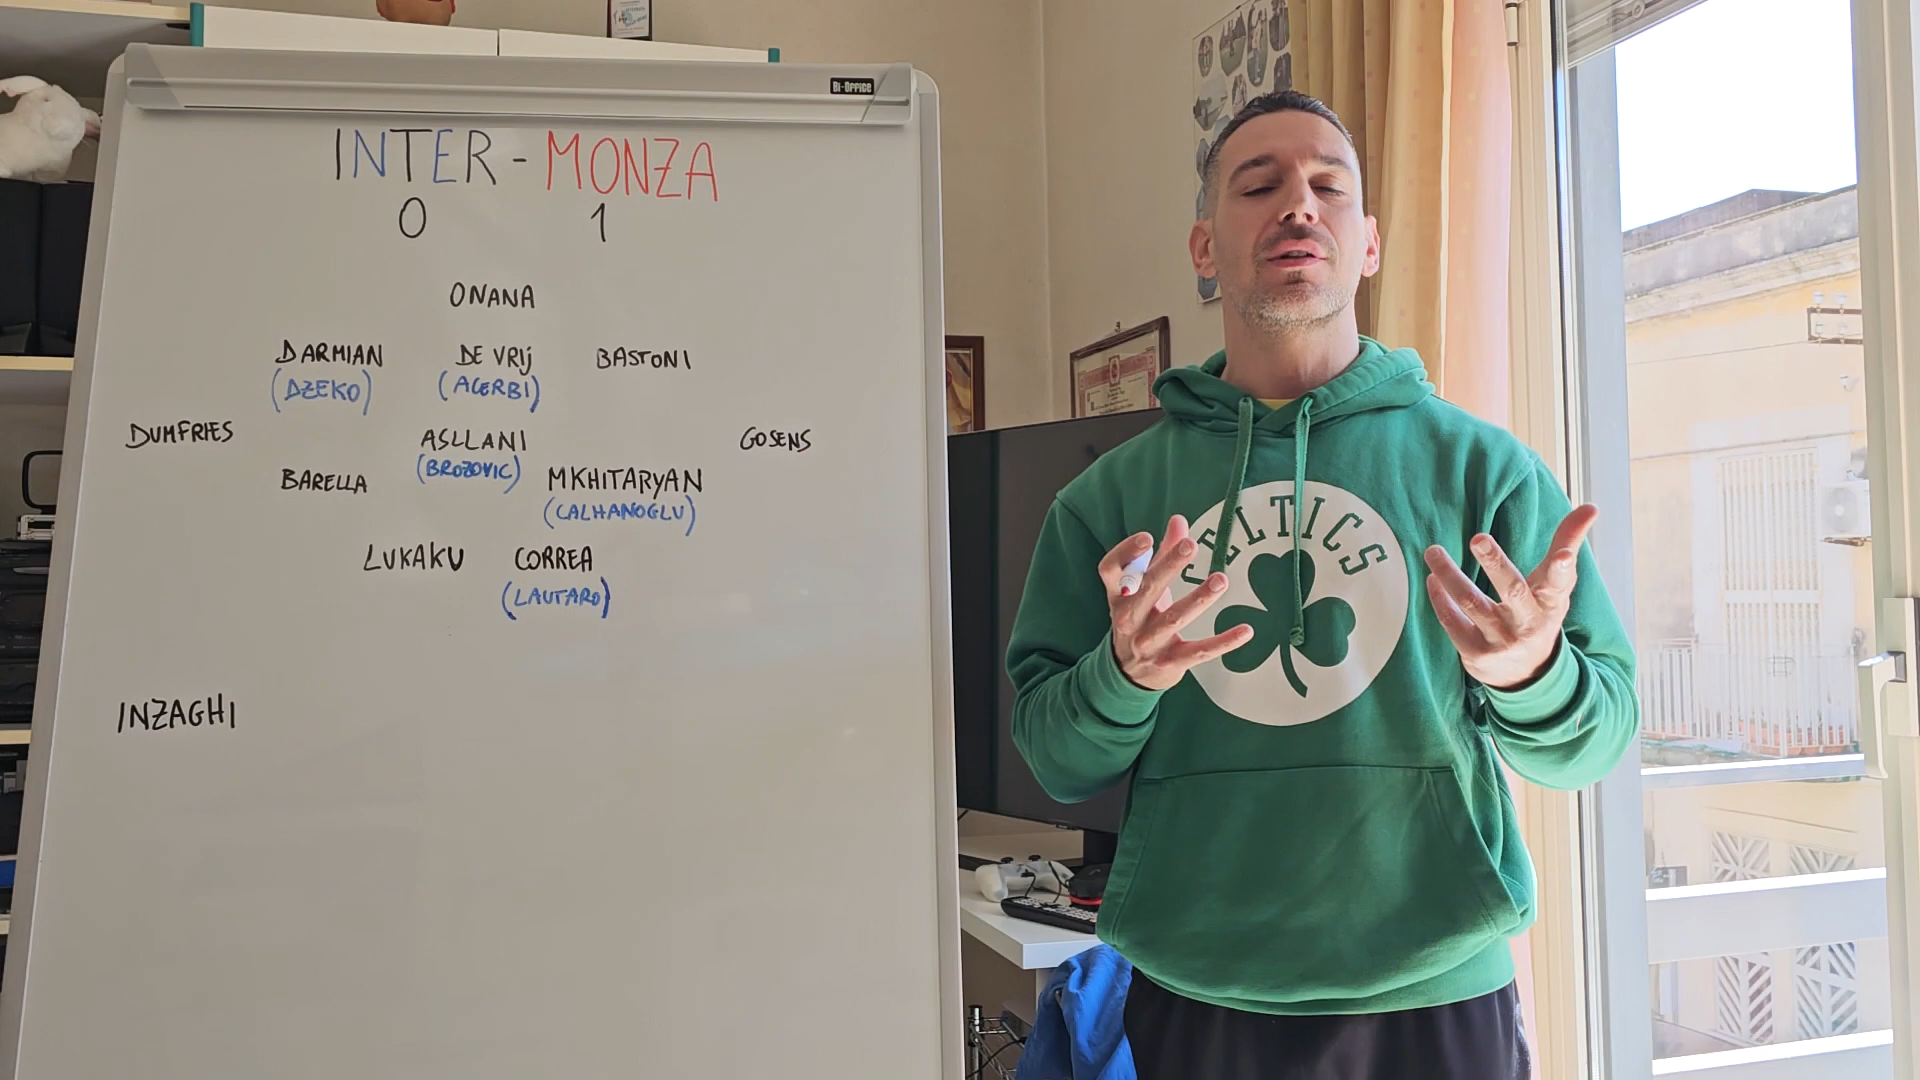 Bi-Office
INTER - MONZA
0 1
ONANA
DARMIAN DE VRIJ BASTONI
(DZEKO) (ACERBI)
DUMFRIES ASLLANI GOSENS
(BROZOVIC)
BARELLA MKHITARYAN
(CALHANOGLU)
LUKAKU CORREA
(LAUTARO)
INZAGHI
CELTICS